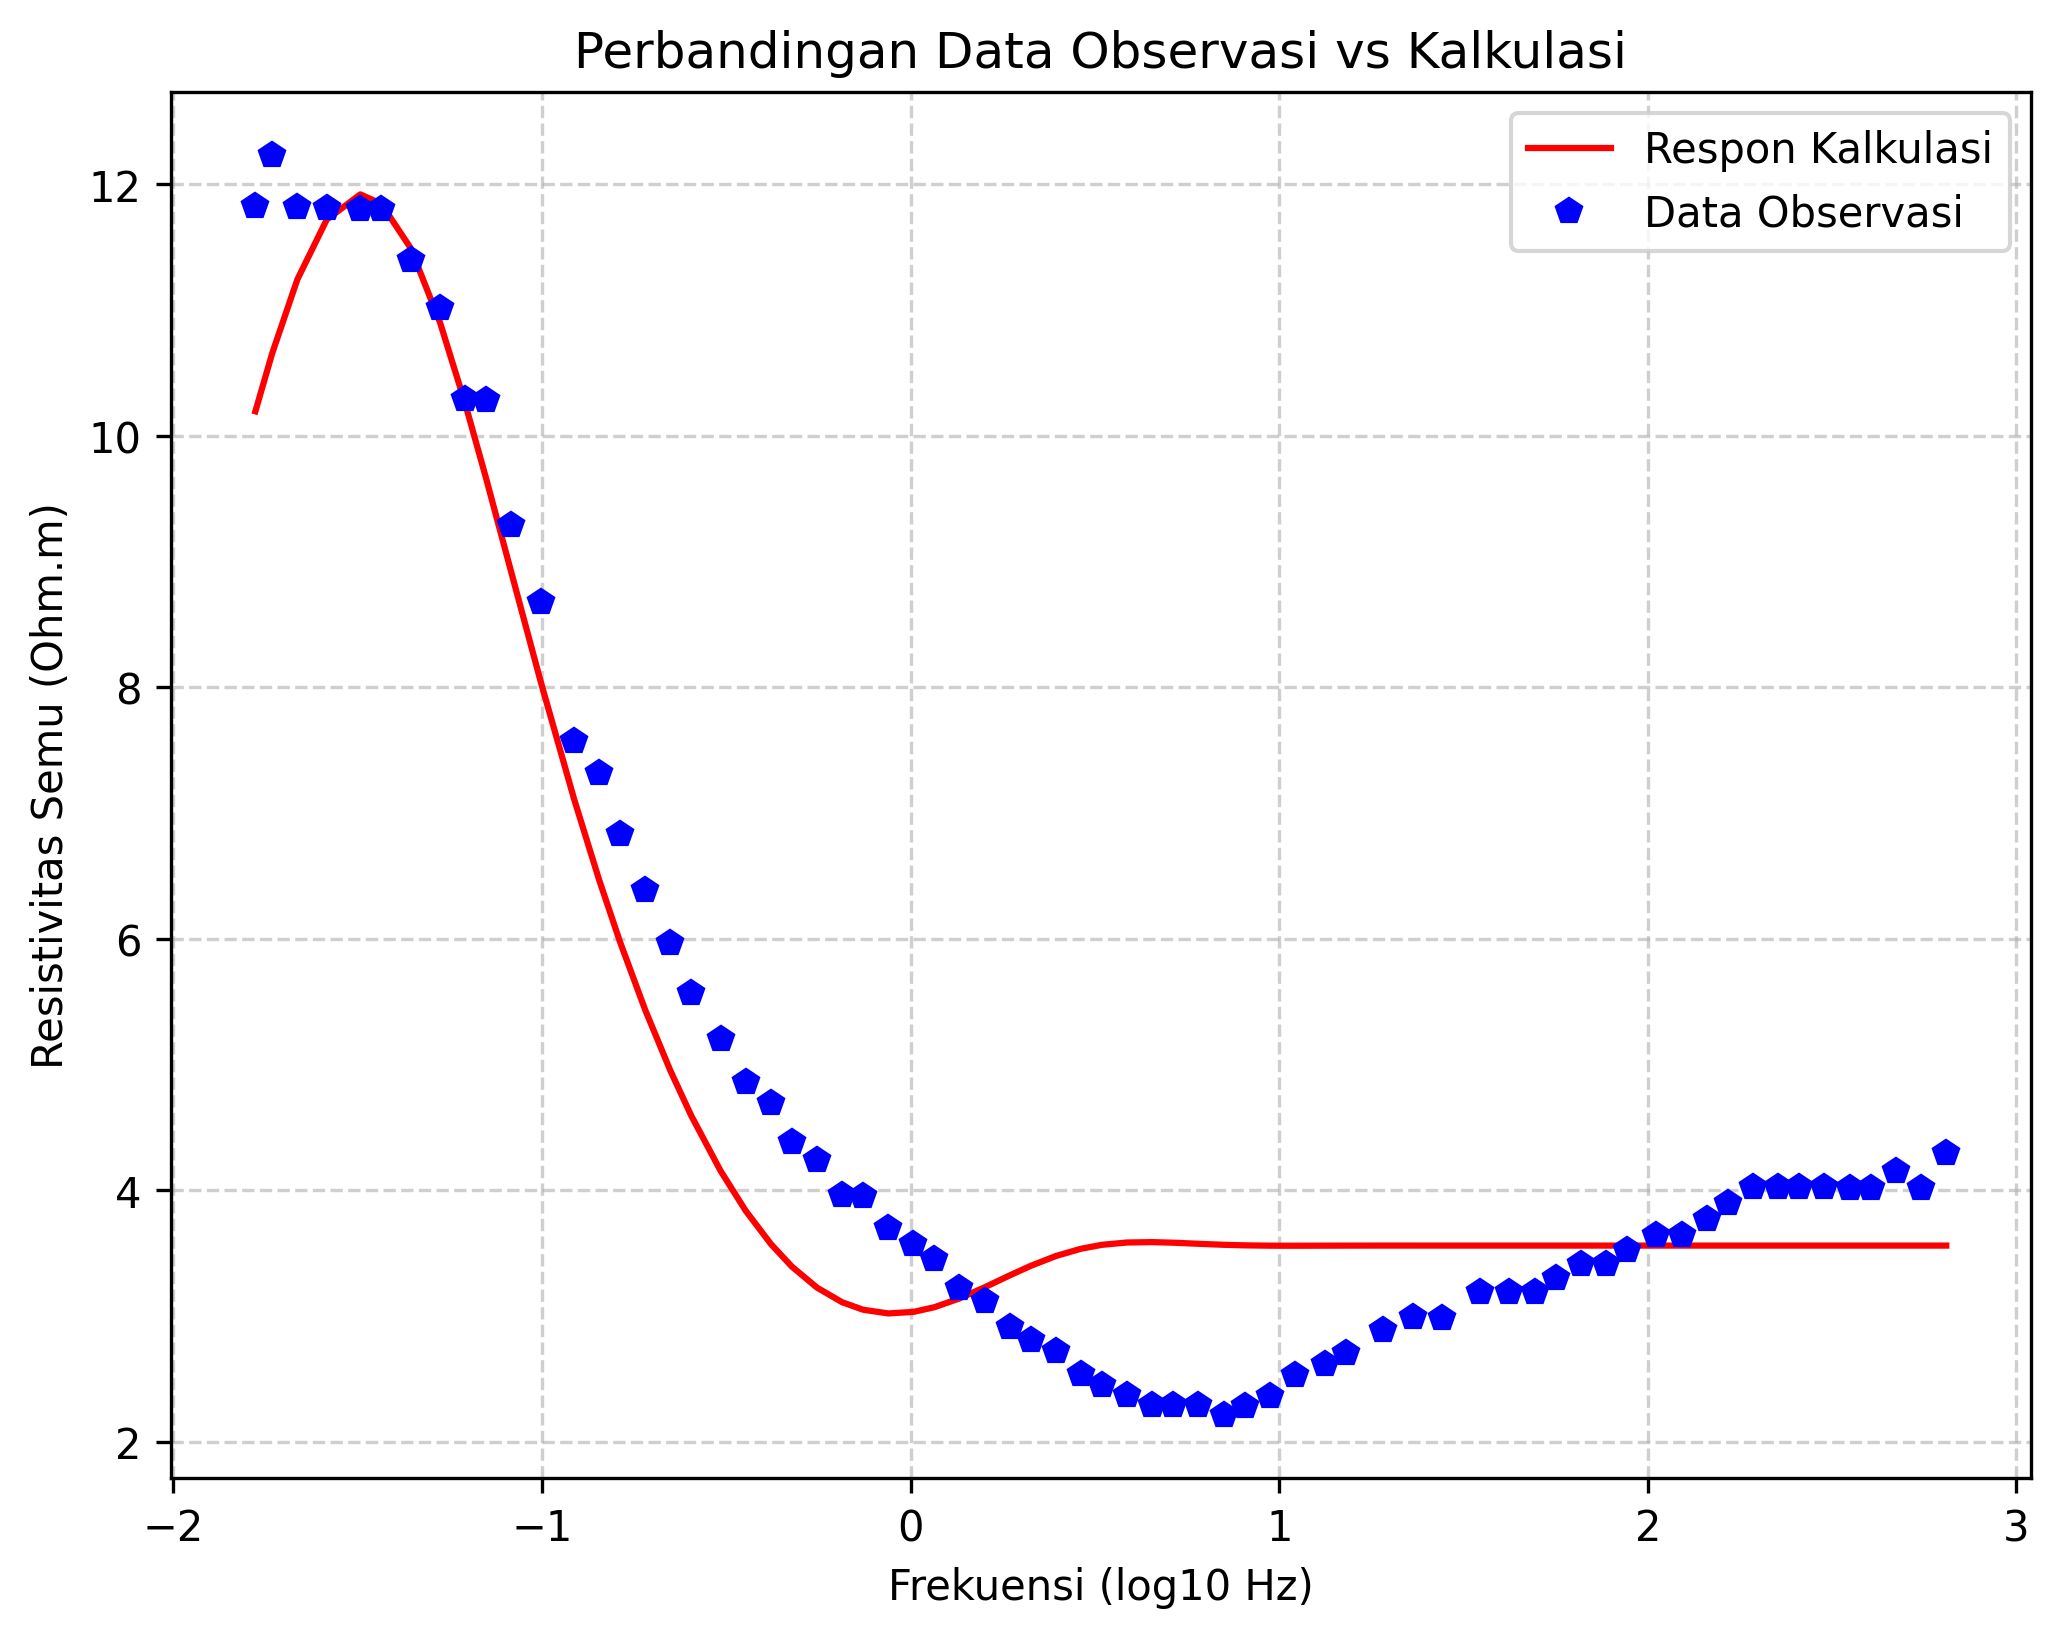 Perbandingan Data Observasi vs Kalkulasi
Respon Kalkulasi
Data Observasi
Resistivitas Semu (Ohm.m)
12
10
8
6
4
2
−2 −1 0 1 2 3
Frekuensi (log10 Hz)